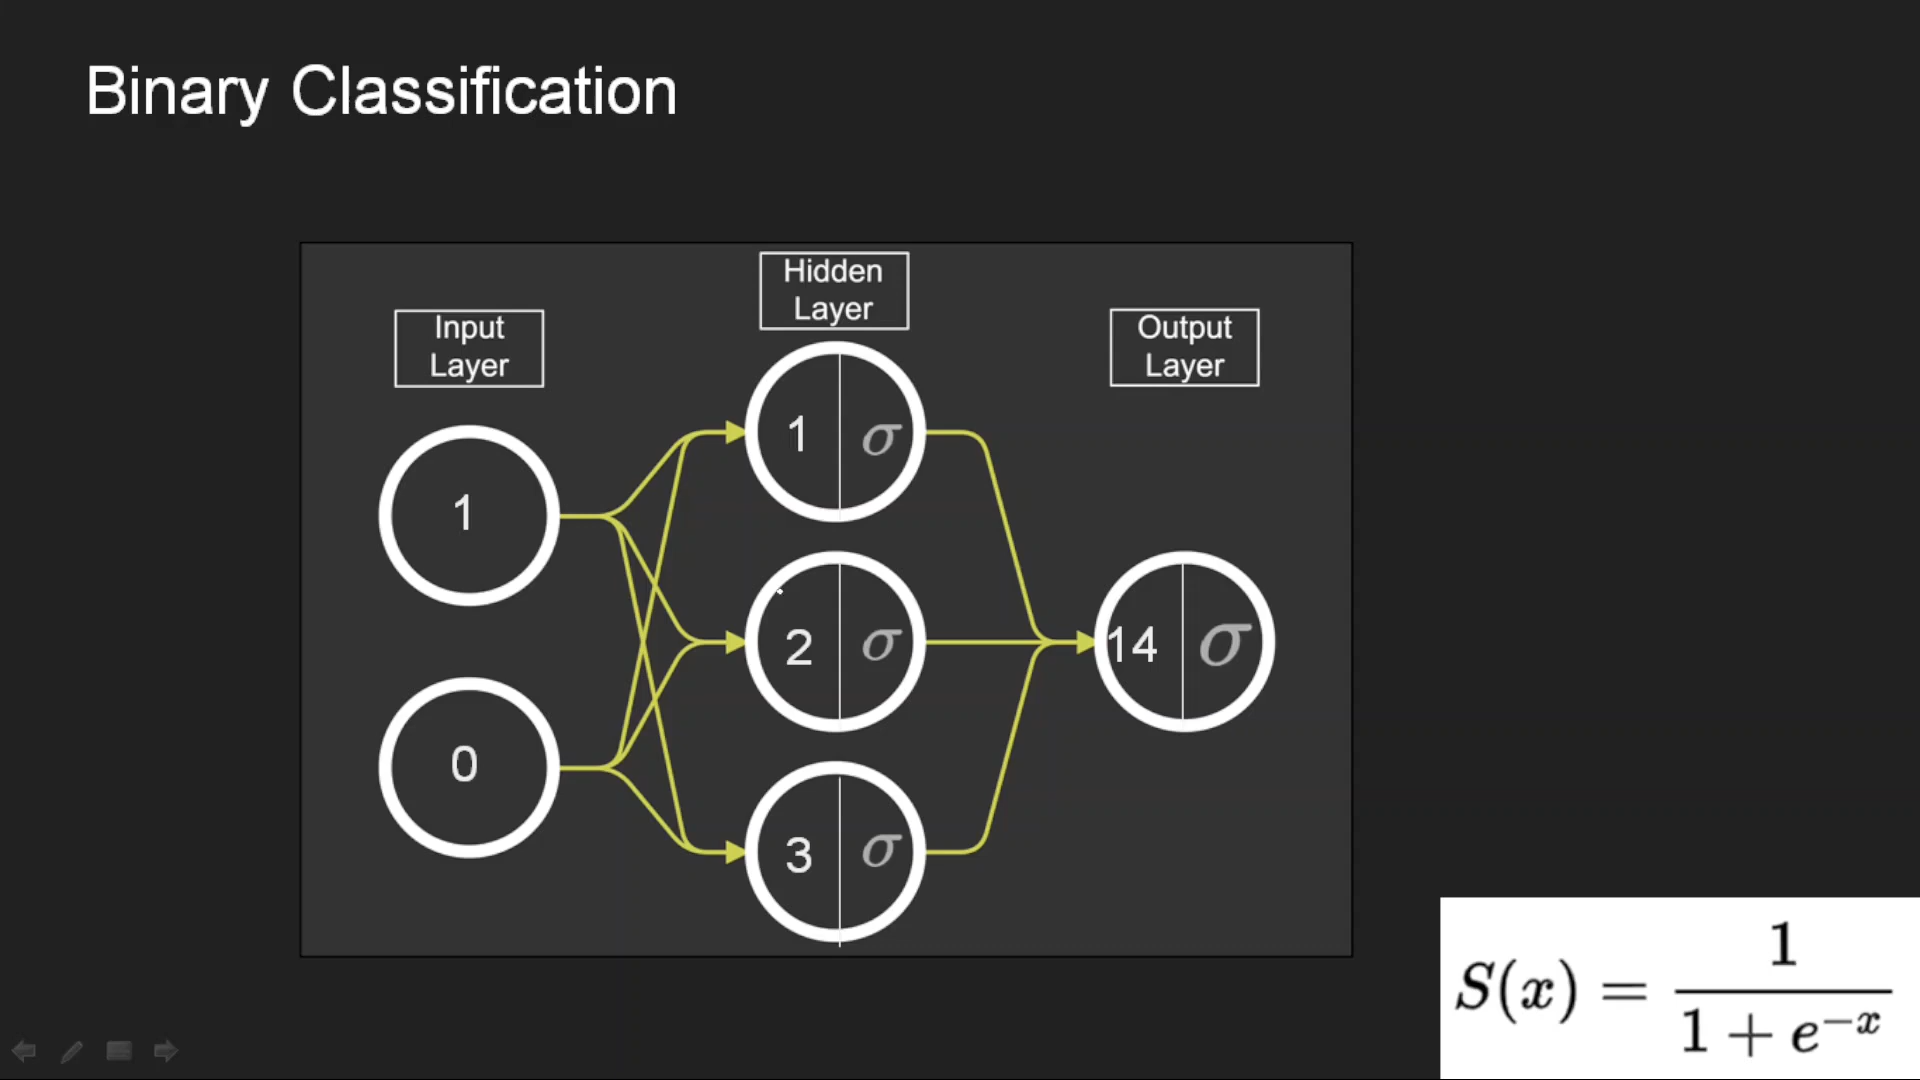 Binary Classification
Hidden
Layer
Input
Layer
Output
Layer
1 σ
1
2 σ
14 σ
0
3 σ
S(x) = 1 / (1 + e^{-x})